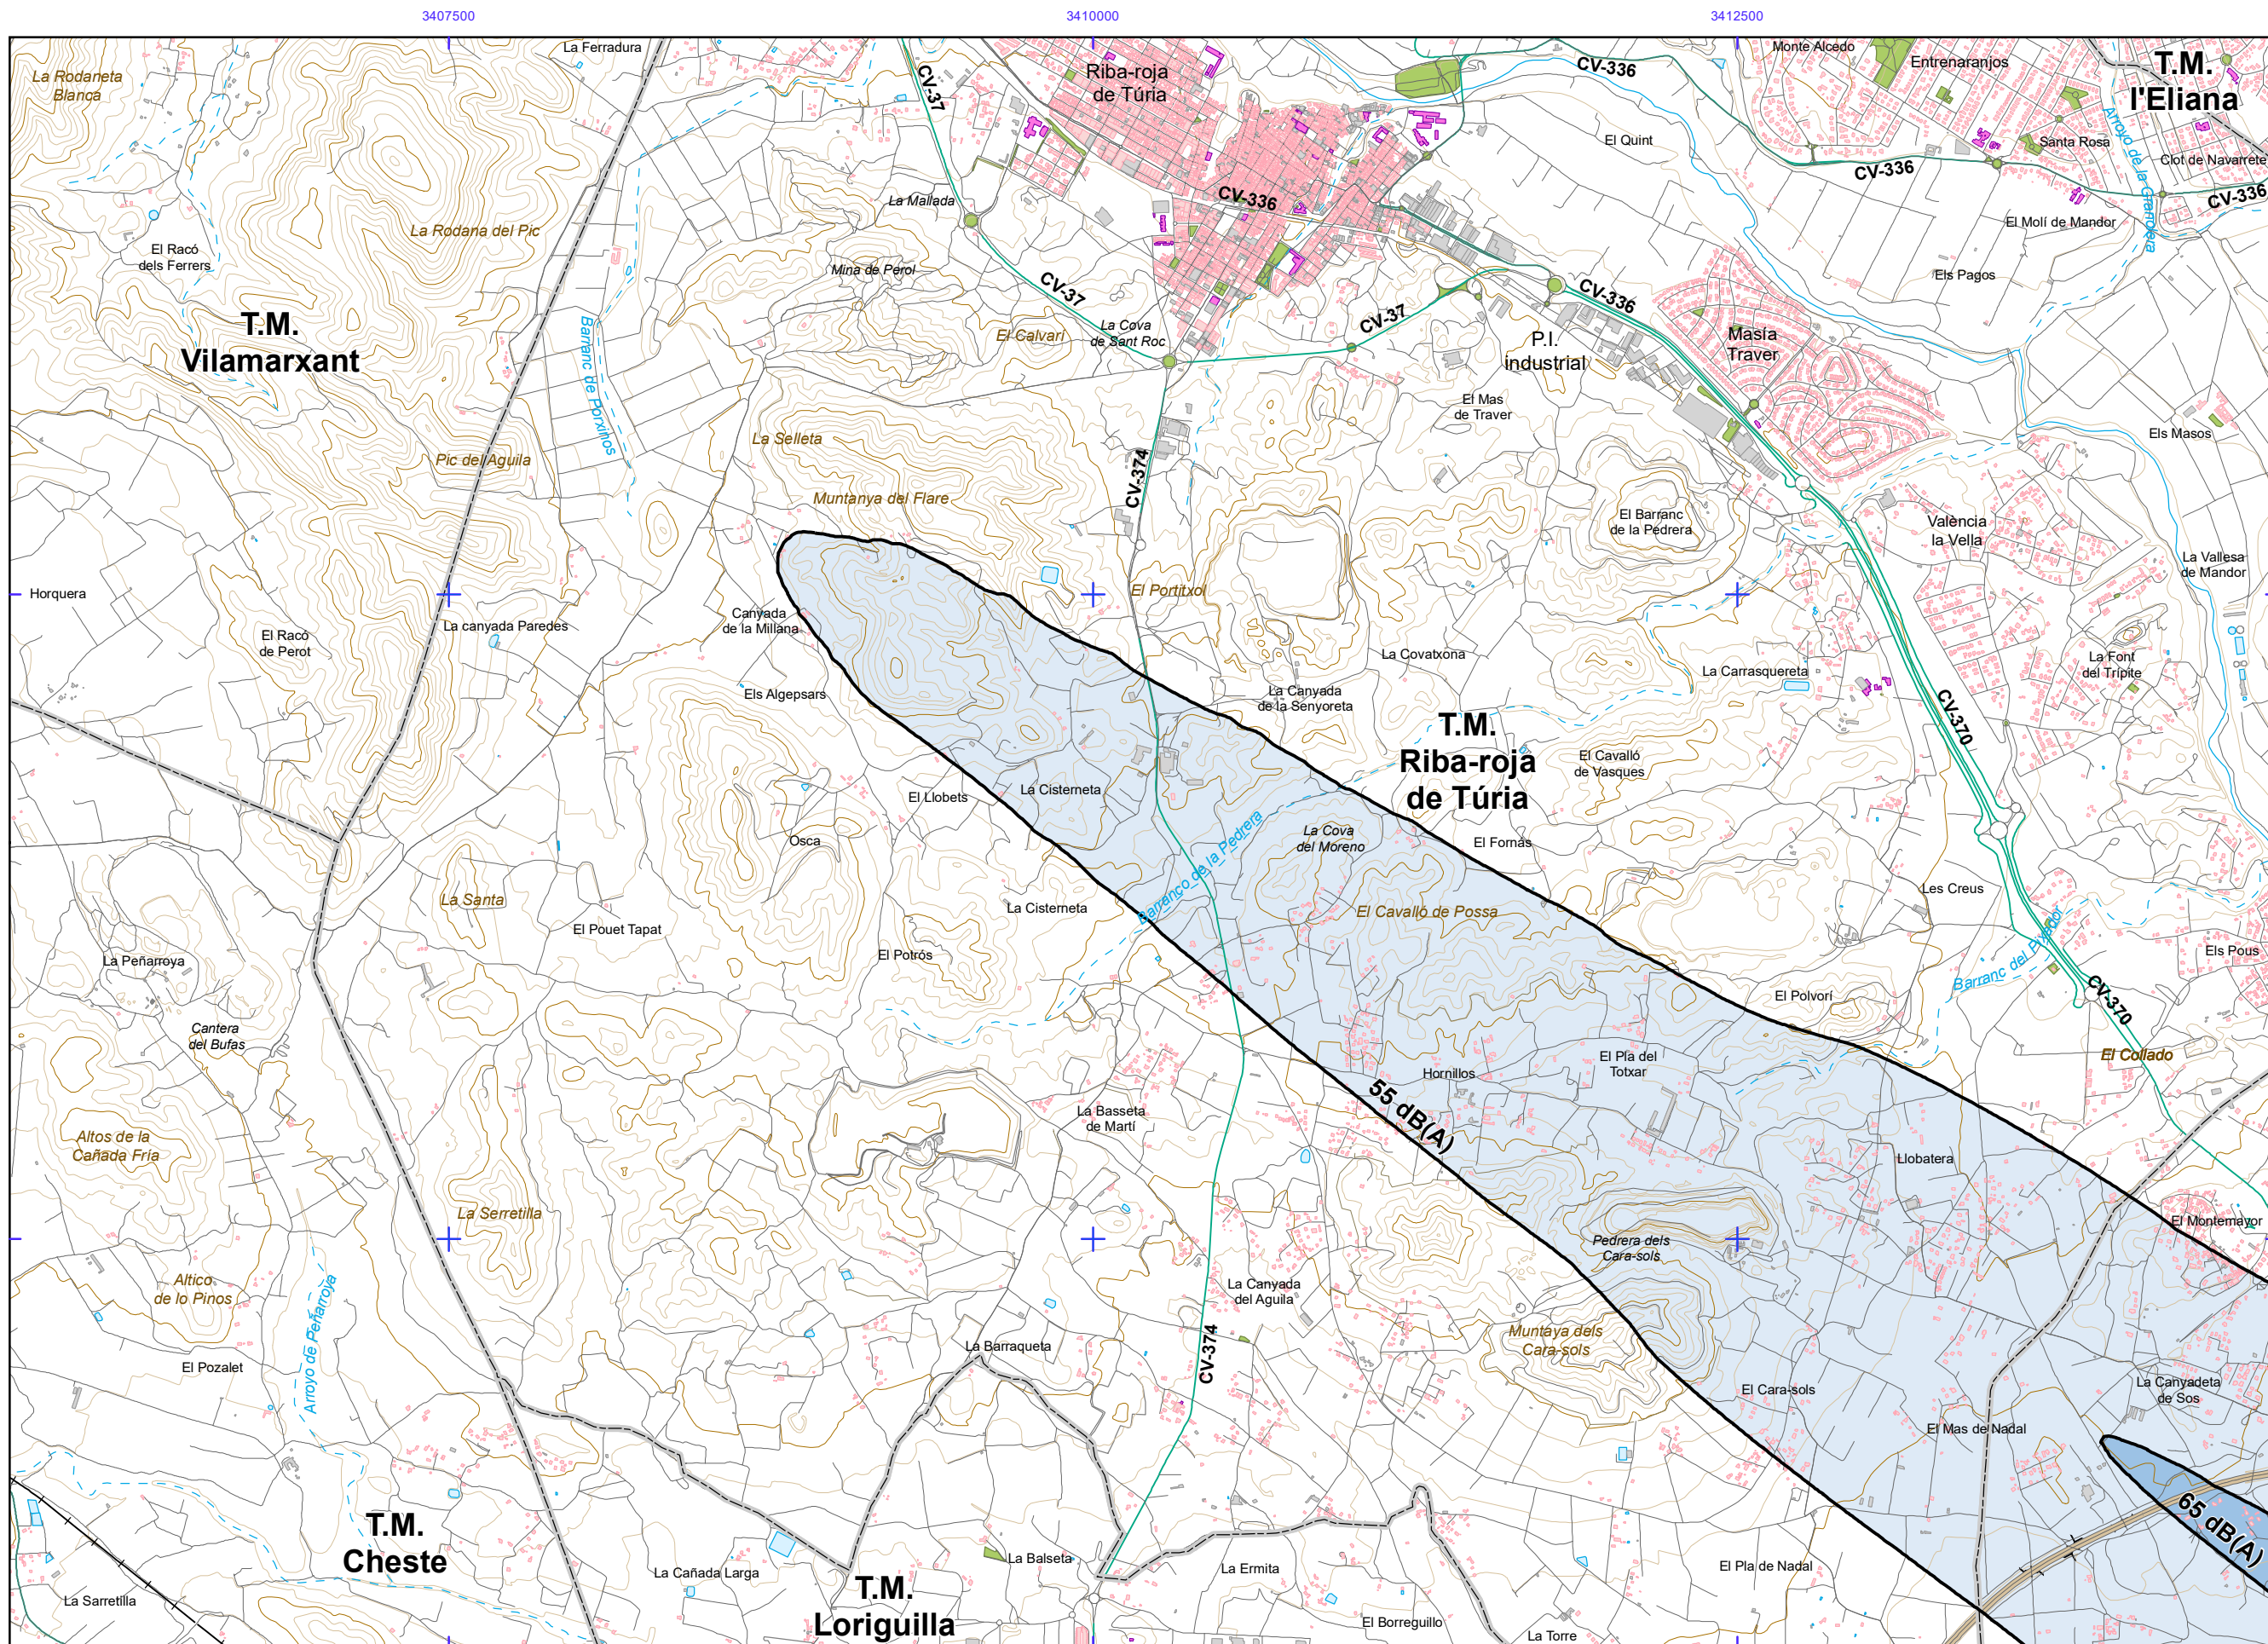 3407500
3410000
3412500
La Rodaneta
Blanca
La Ferradura
CV-37
Riba-roja
de Túria
CV-336
Monte Alcedo
Entrenaranjos
T.M.
l'Eliana
Arroyo de la Granolera
El Quint
Santa Rosa
Clot de Navarrete
CV-336
CV-336
La Mallada
CV-336
El Molí de Mandor
La Rodana del Pic
El Racó
dels Ferrers
Mina de Perol
CV-37
Els Pagos
CV-336
T.M.
Vilamarxant
Barranc de Porxinos
El Calvari
La Cova
de Sant Roc
CV-37
P.I.
industrial
Masía
Traver
El Mas
de Traver
Els Masos
La Selleta
Pic del Aguila
CV-374
Muntanya del Flare
El Barranc
de la Pedrera
València
la Vella
La Vallesa
de Mandor
Horquera
El Portitxol
La canyada Paredes
Canyada
de la Millana
El Racó
de Perot
La Covatxona
La Carrasquereta
La Font
del Tripite
Els Algepsars
La Canyada
de la Senyoreta
CV-370
T.M.
Riba-roja
de Túria
El Cavalló
de Vasques
El Llobets
La Cisterneta
Osca
Barranco de la Pedrera
La Cova
del Moreno
El Fornas
La Santa
Les Creus
La Cisterneta
El Cavalló de Possa
El Pouet Tapat
El Potrós
La Peñarroya
Barranc del Pixador
Els Pous
El Polvorí
CV-370
Cantera
del Bufas
El Collado
El Pla del
Totxar
Hornillos
55 dB(A)
La Basseta
de Martí
Altos de la
Cañada Fría
Llobatera
La Serretilla
El Montemayor
Pedrera dels
Cara-sols
Altico
de lo Pinos
Arroyo de Peñarroya
La Canyada
del Aguila
Muntaya dels
Cara-sols
La Barraqueta
CV-374
El Pozalet
El Cara-sols
La Canyadeta
de Sos
El Mas de Nadal
65 dB(A)
T.M.
Cheste
La Balseta
La Cañada Larga
La Ermita
El Pla de Nadal
T.M.
Loriguilla
La Sarretilla
El Borreguillo
La Torre